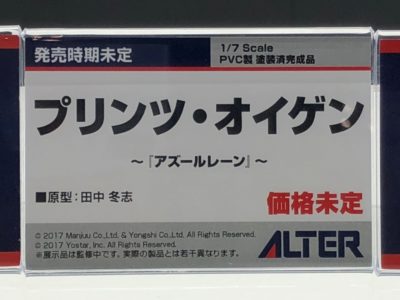 発売時期未定
1/7 Scale
PVC製 塗装済完成品
プリンツ・オイゲン
～『アズールレーン』～
■原型：田中 冬志
価格未定
© 2017 Manjuu Co.,Ltd. & Yongshi Co.,Ltd. All Rights Reserved.
© 2017 Yostar, Inc. All Rights Reserved.
※展示品は監修中です。実際の製品とは若干異なります。
ALTER